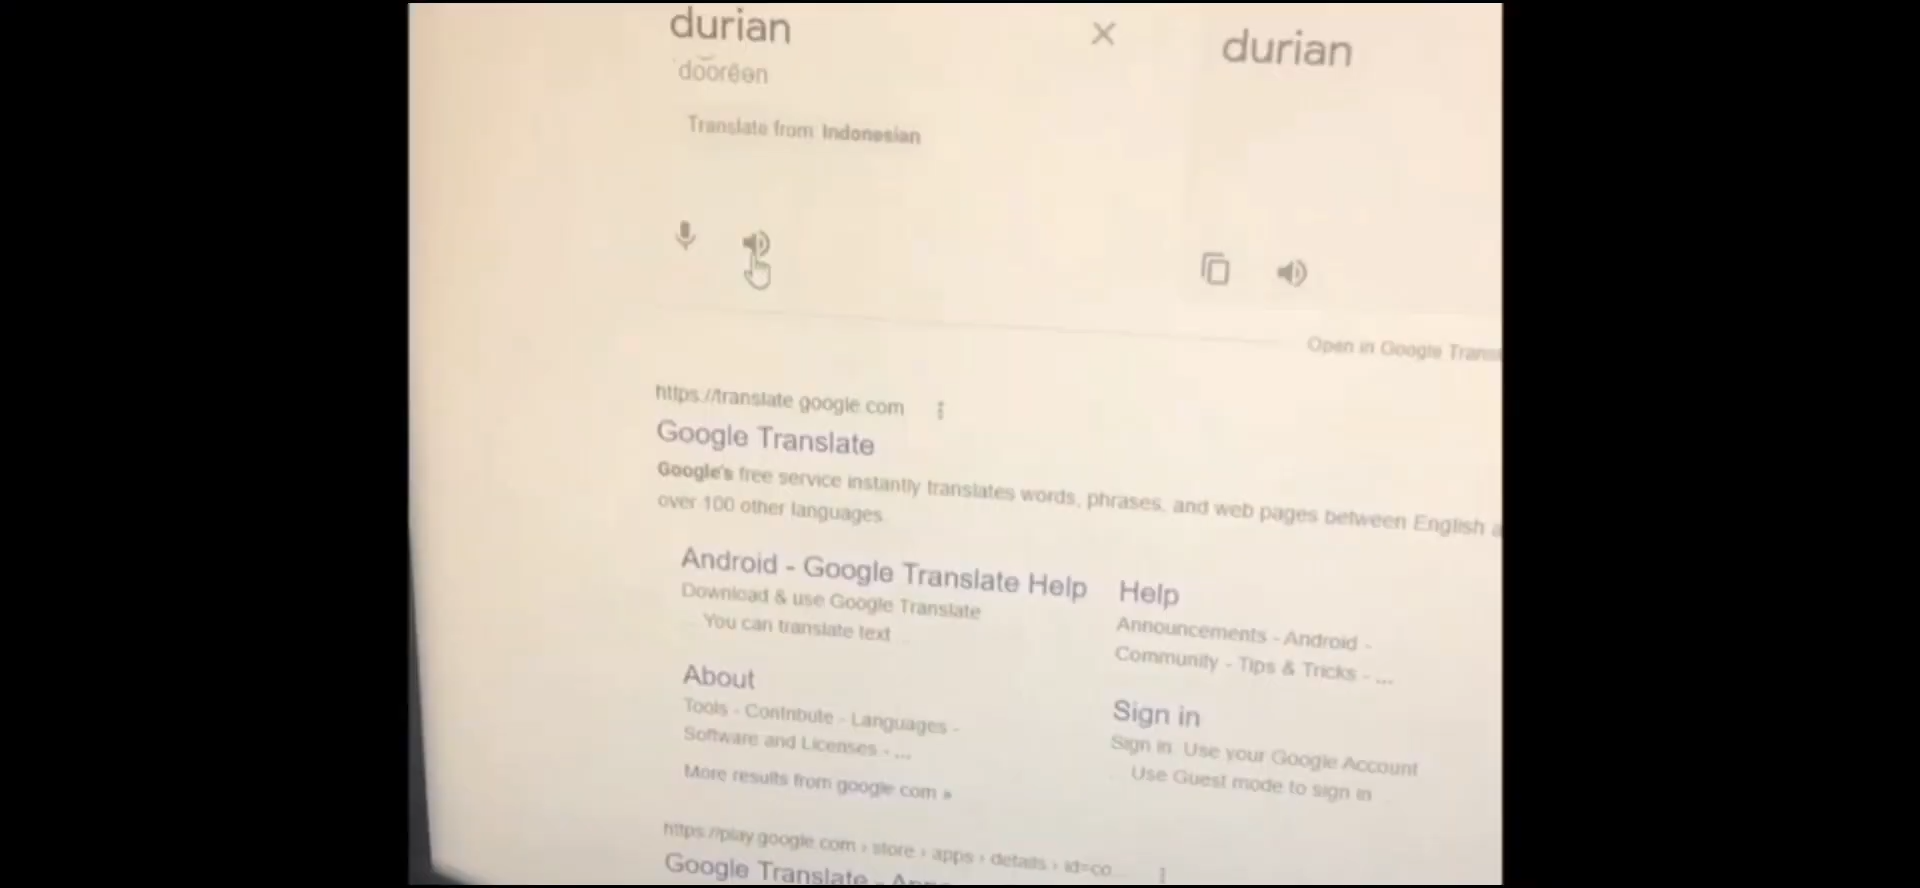 durian
durian
ˈdo͝orēən
Translate from: Indonesian
Open in Google
https://translate.google.com
Google Translate
Google's free service instantly translates words, phrases, and web pages between English
over 100 other languages.
Android - Google Translate Help
Download & use Google Translate
You can translate text
Help
Announcements - Android -
Community - Tips & Tricks - ...
About
Tools - Contribute - Languages -
Software and Licenses - ...
Sign in
Sign in. Use your Google Account
Use Guest mode to sign in
More results from google.com »
https://play.google.com › store › apps › details › id=co...
Google Translate -